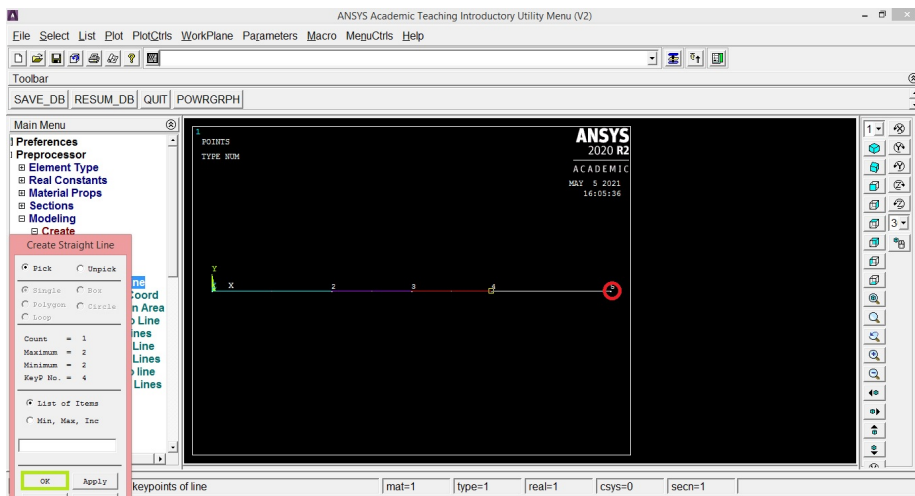 ANSYS Academic Teaching Introductory Utility Menu (V2)
File Select List Plot PlotCtrls WorkPlane Parameters Macro MenuCtrls Help
Toolbar
SAVE_DB RESUM_DB QUIT POWRGRPH
Main Menu
Preferences
Preprocessor
Element Type
Real Constants
Material Props
Sections
Modeling
Create
Create Straight Line
Pick Unpick
Single Box
Polygon Circle
Loop
Count = 1
Maximum = 2
Minimum = 2
KeyP No. = 4
List of Items
Min, Max, Inc
OK Apply
ne
Coord
n Area
o Line
ines
Line
Lines
o line
Lines
1
POINTS
TYPE NUM
ANSYS
2020 R2
ACADEMIC
MAY 5 2021
16:05:36
Y
X 2 3 4 5
1
3
keypoints of line
mat=1 type=1 real=1 csys=0 secn=1